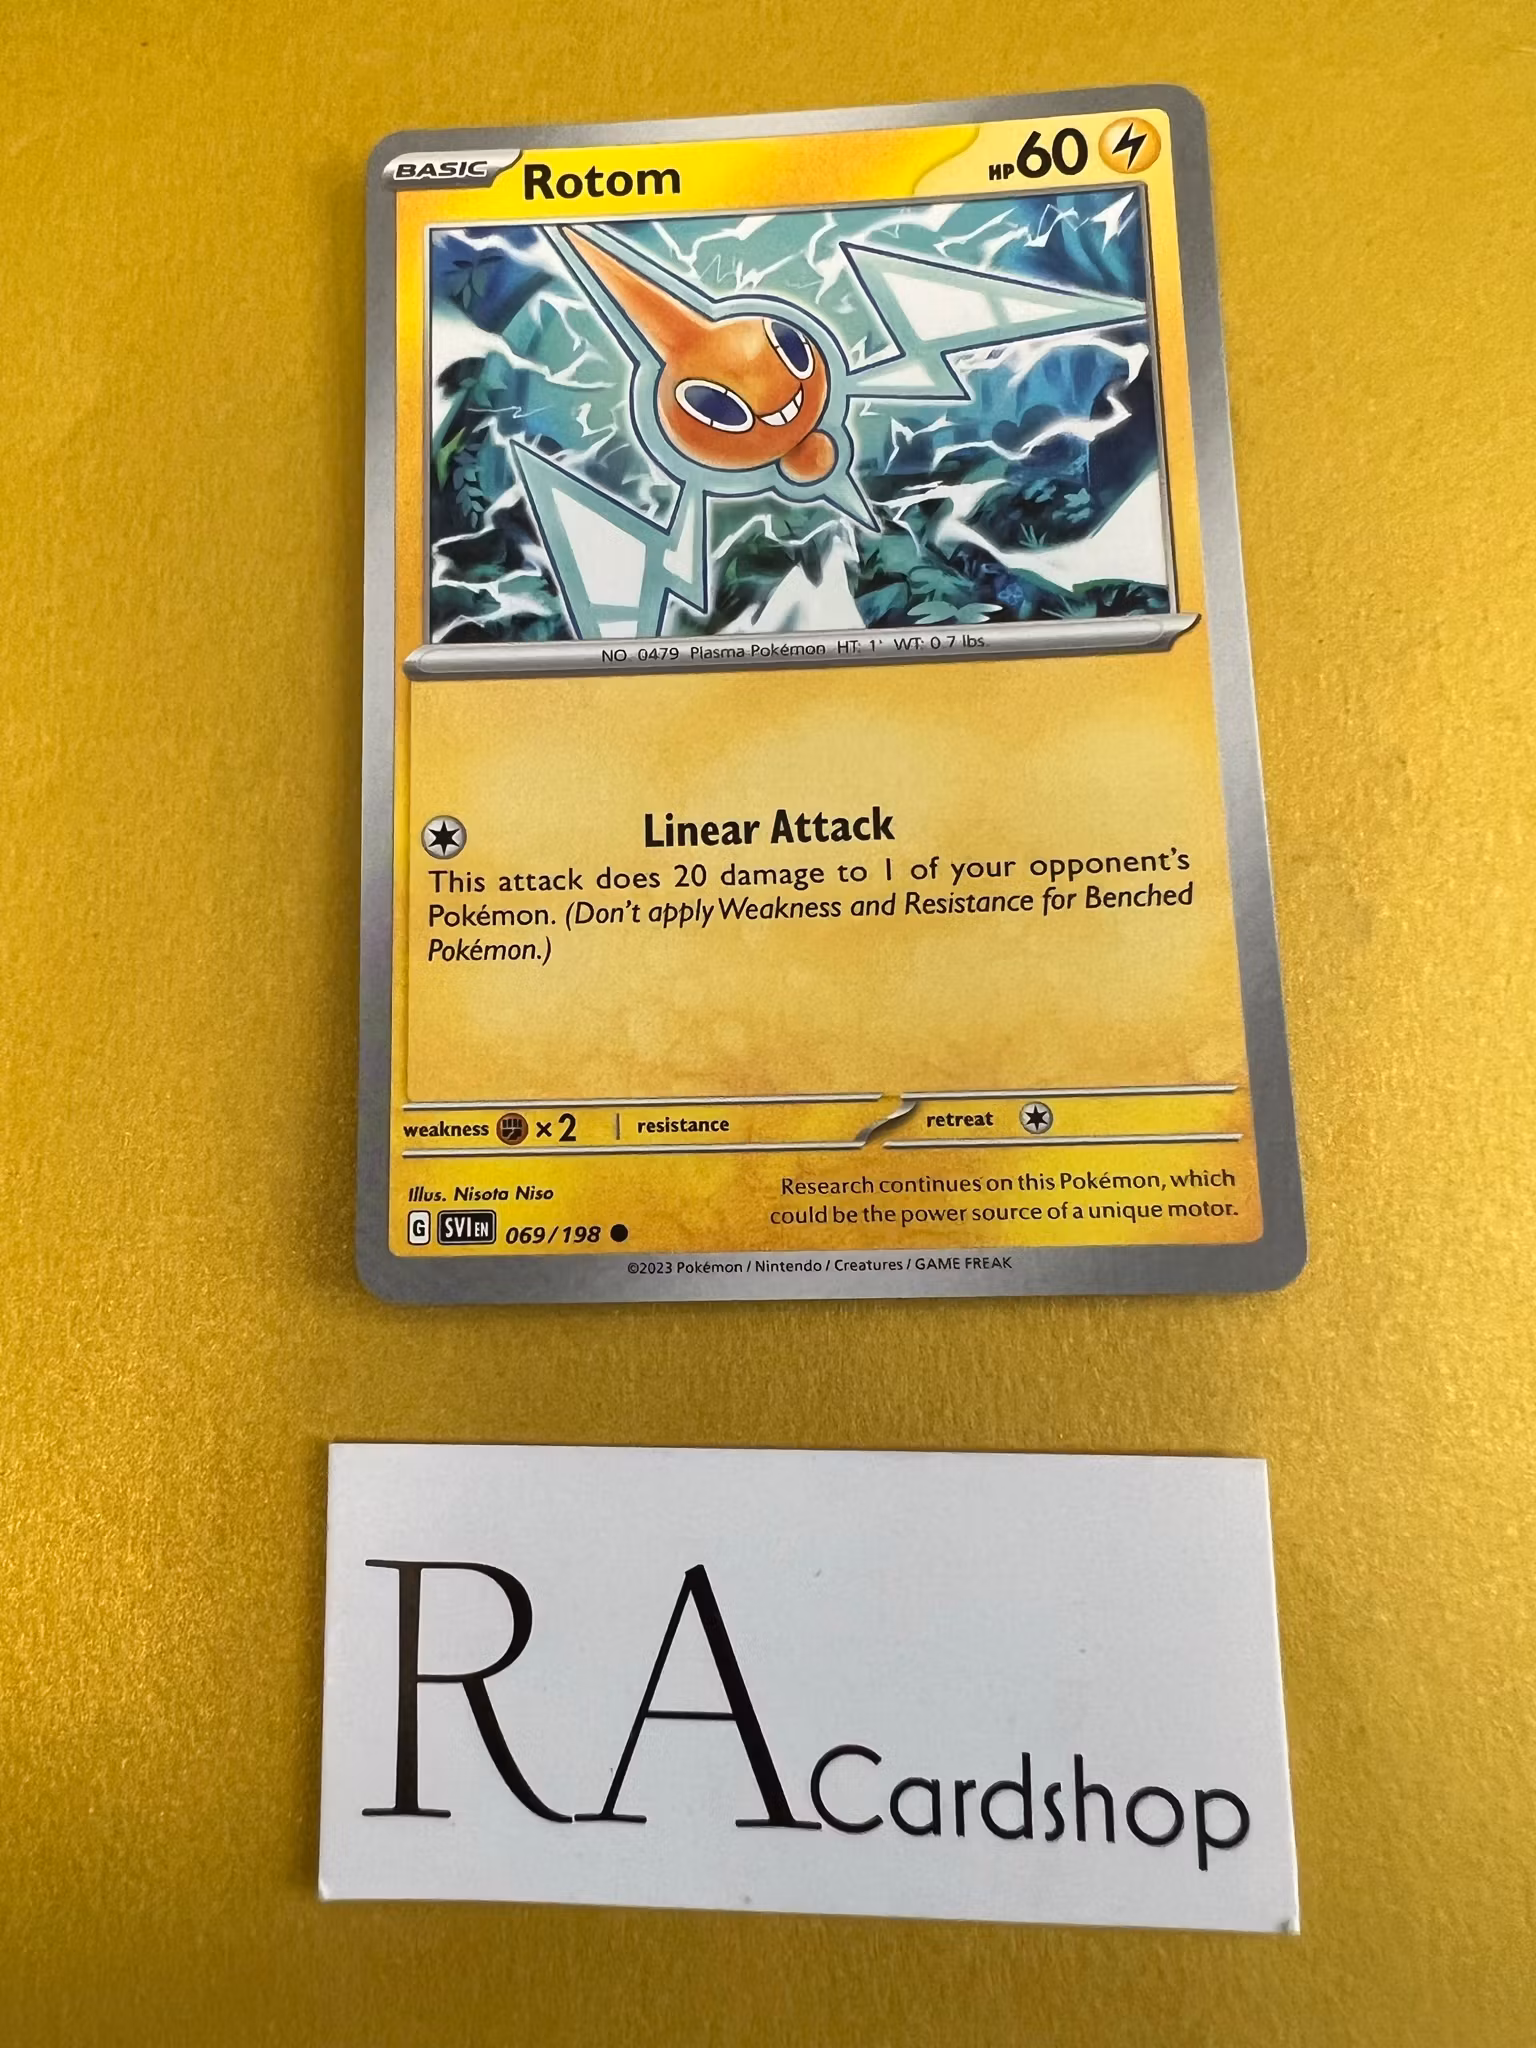 BASIC Rotom HP 60
NO. 0479 Plasma Pokémon HT: 1' WT: 0.7 lbs.
Linear Attack
This attack does 20 damage to 1 of your opponent's
Pokémon. (Don't apply Weakness and Resistance for Benched
Pokémon.)
weakness ×2 resistance retreat
Illus. Nisota Niso
Research continues on this Pokémon, which
could be the power source of a unique motor.
G SVI EN 069/198
©2023 Pokémon / Nintendo / Creatures / GAME FREAK
RA Cardshop